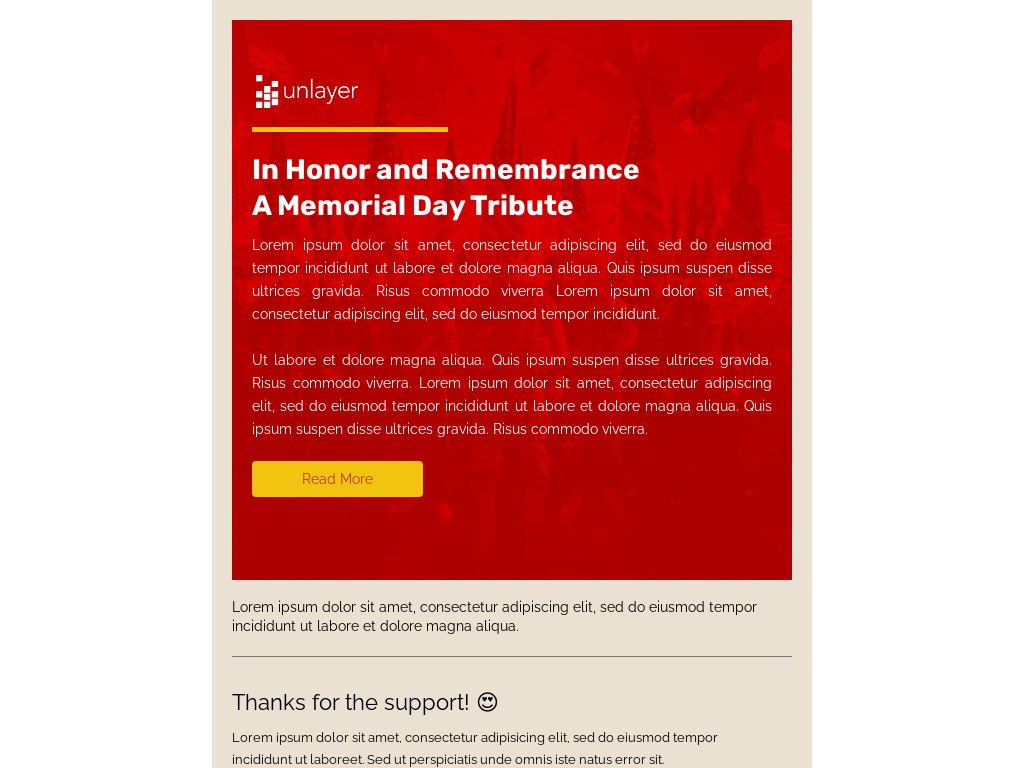 unlayer
In Honor and Remembrance
A Memorial Day Tribute
Lorem ipsum dolor sit amet, consectetur adipiscing elit, sed do eiusmod
tempor incididunt ut labore et dolore magna aliqua. Quis ipsum suspen disse
ultrices gravida. Risus commodo viverra Lorem ipsum dolor sit amet,
consectetur adipiscing elit, sed do eiusmod tempor incididunt.
Ut labore et dolore magna aliqua. Quis ipsum suspen disse ultrices gravida.
Risus commodo viverra. Lorem ipsum dolor sit amet, consectetur adipiscing
elit, sed do eiusmod tempor incididunt ut labore et dolore magna aliqua. Quis
ipsum suspen disse ultrices gravida. Risus commodo viverra.
Read More
Lorem ipsum dolor sit amet, consectetur adipiscing elit, sed do eiusmod tempor
incididunt ut labore et dolore magna aliqua.
Thanks for the support! 😍
Lorem ipsum dolor sit amet, consectetur adipisicing elit, sed do eiusmod tempor
incididunt ut laboreet. Sed ut perspiciatis unde omnis iste natus error sit.